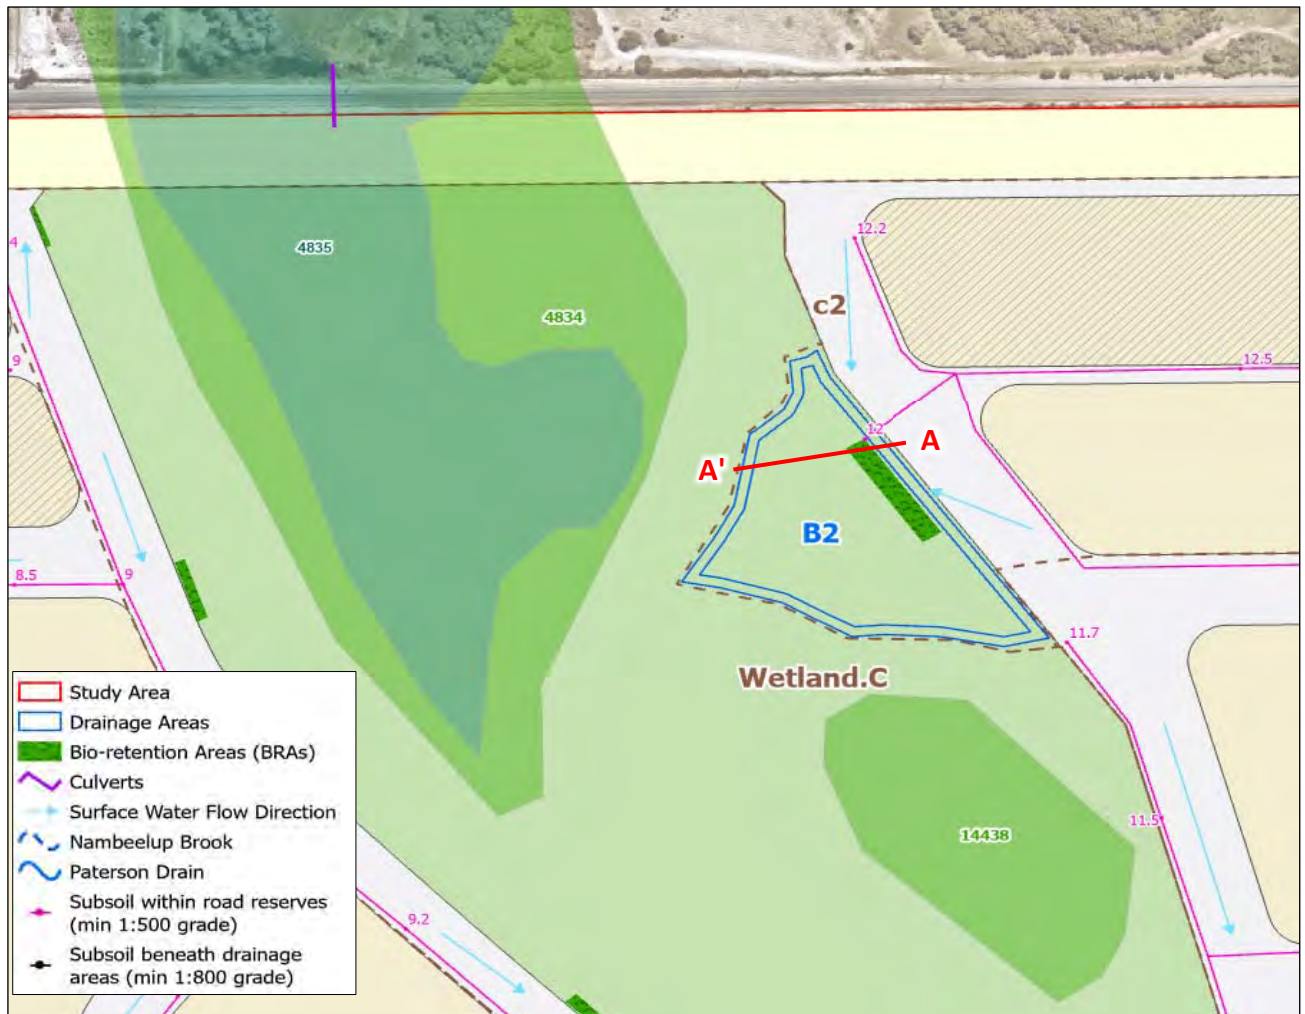 4835
12.2
4
c2
4834
9
12.5
12
A
A'
B2
8.5
9
11.7
Wetland.C
Study Area
Drainage Areas
Bio-retention Areas (BRAs)
Culverts
Surface Water Flow Direction
Nambeelup Brook
Paterson Drain
Subsoil within road reserves
(min 1:500 grade)
Subsoil beneath drainage
areas (min 1:800 grade)
11.5
14438
9.2